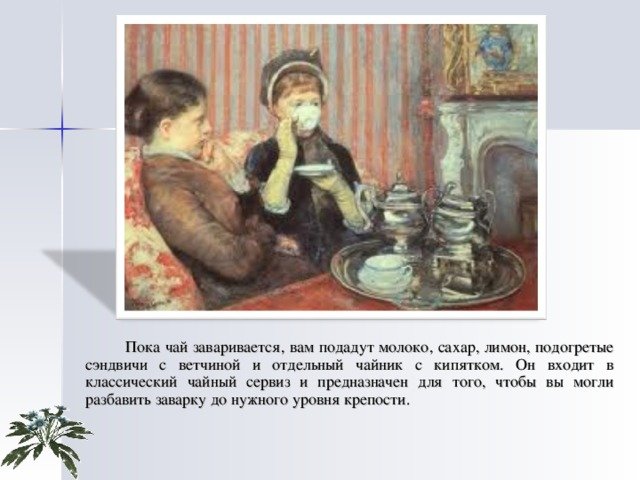 Пока чай заваривается, вам подадут молоко, сахар, лимон, подогретые
сэндвичи с ветчиной и отдельный чайник с кипятком. Он входит в
классический чайный сервиз и предназначен для того, чтобы вы могли
разбавить заварку до нужного уровня крепости.